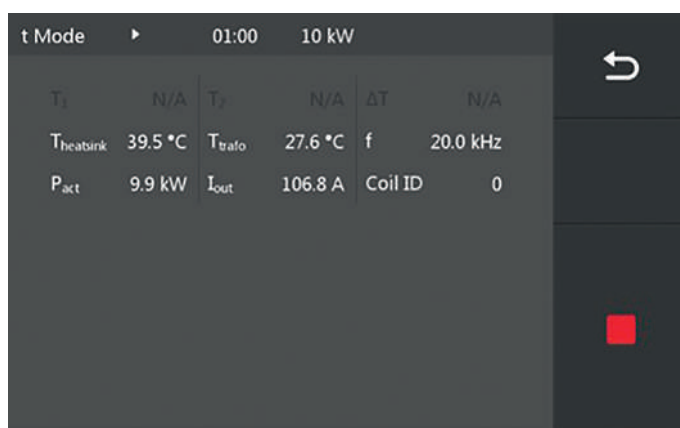 t Mode 01:00 10 kW
T₁ N/A T₂ N/A ΔT N/A
Theatsink 39.5 °C Ttrafo 27.6 °C f 20.0 kHz
Pact 9.9 kW Iout 106.8 A Coil ID 0